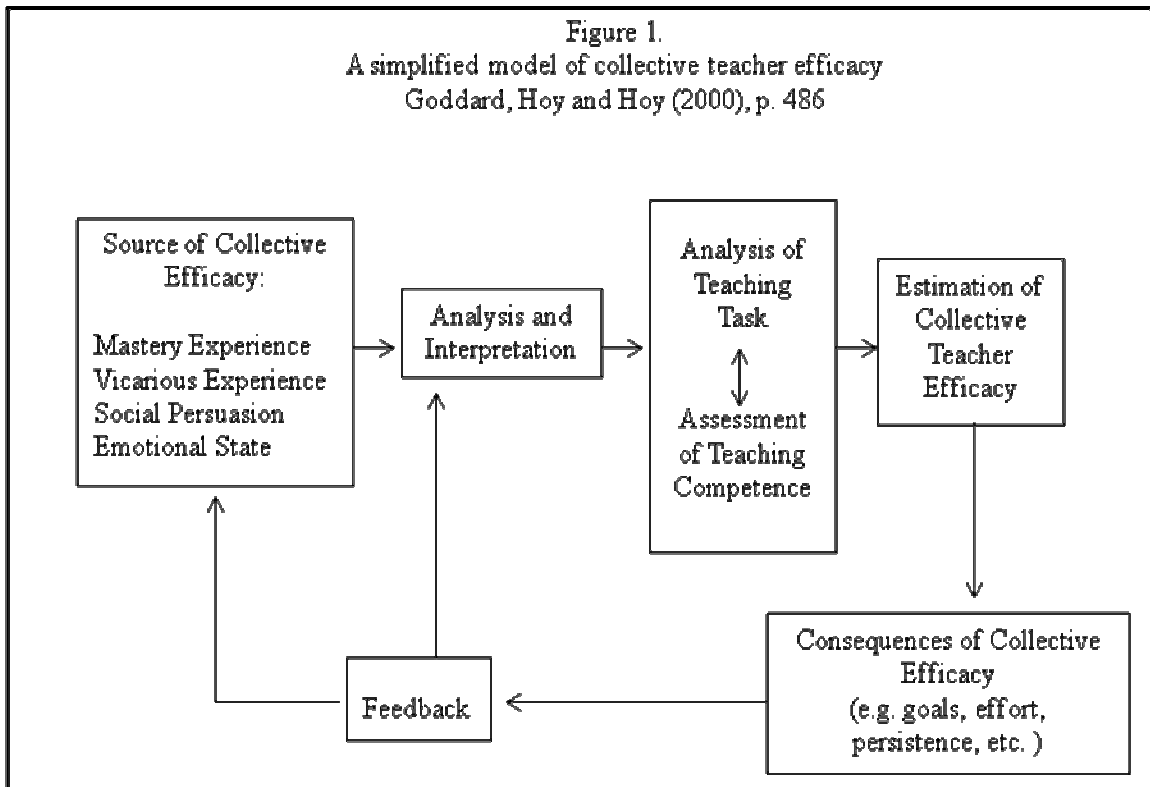 Figure 1.
A simplified model of collective teacher efficacy
Goddard, Hoy and Hoy (2000), p. 486
Source of Collective
Efficacy:
Mastery Experience
Vicarious Experience
Social Persuasion
Emotional State
Analysis and
Interpretation
Analysis of
Teaching
Task
Assessment
of Teaching
Competence
Estimation of
Collective
Teacher
Efficacy
Consequences of Collective
Efficacy
(e.g. goals, effort,
persistence, etc. )
Feedback